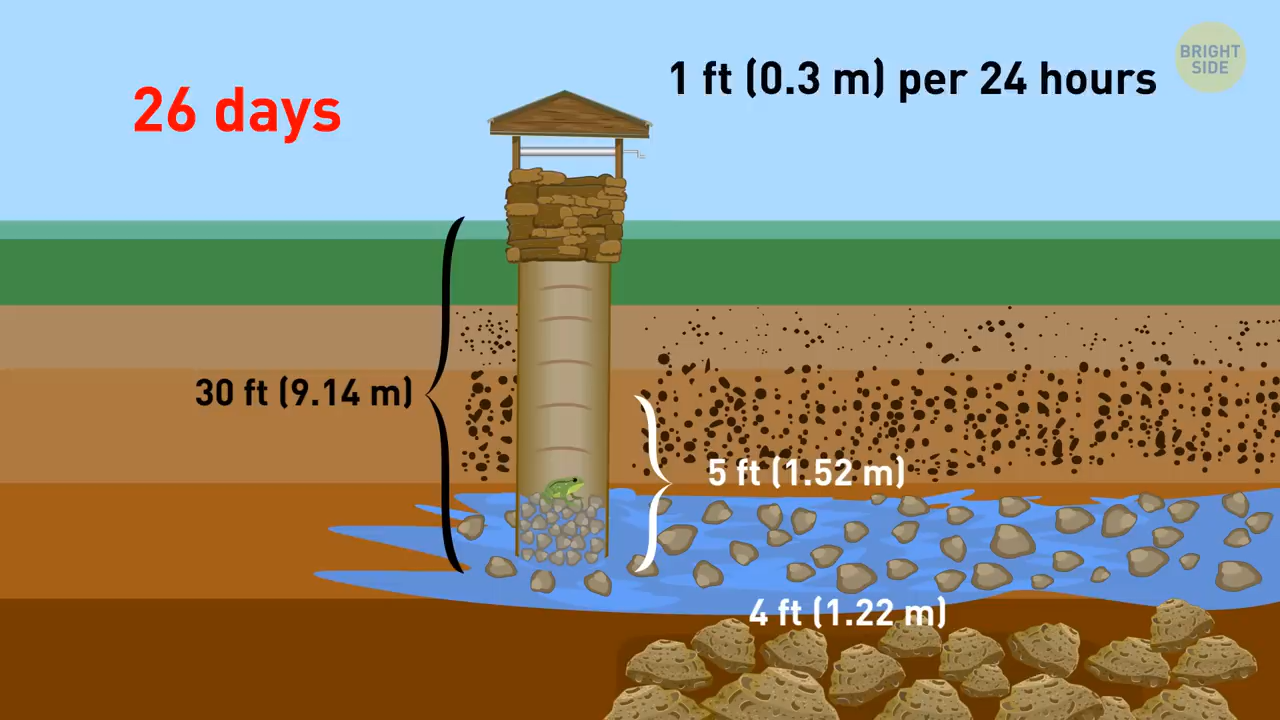 BRIGHT
SIDE
1 ft (0.3 m) per 24 hours
26 days
30 ft (9.14 m)
5 ft (1.52 m)
4 ft (1.22 m)